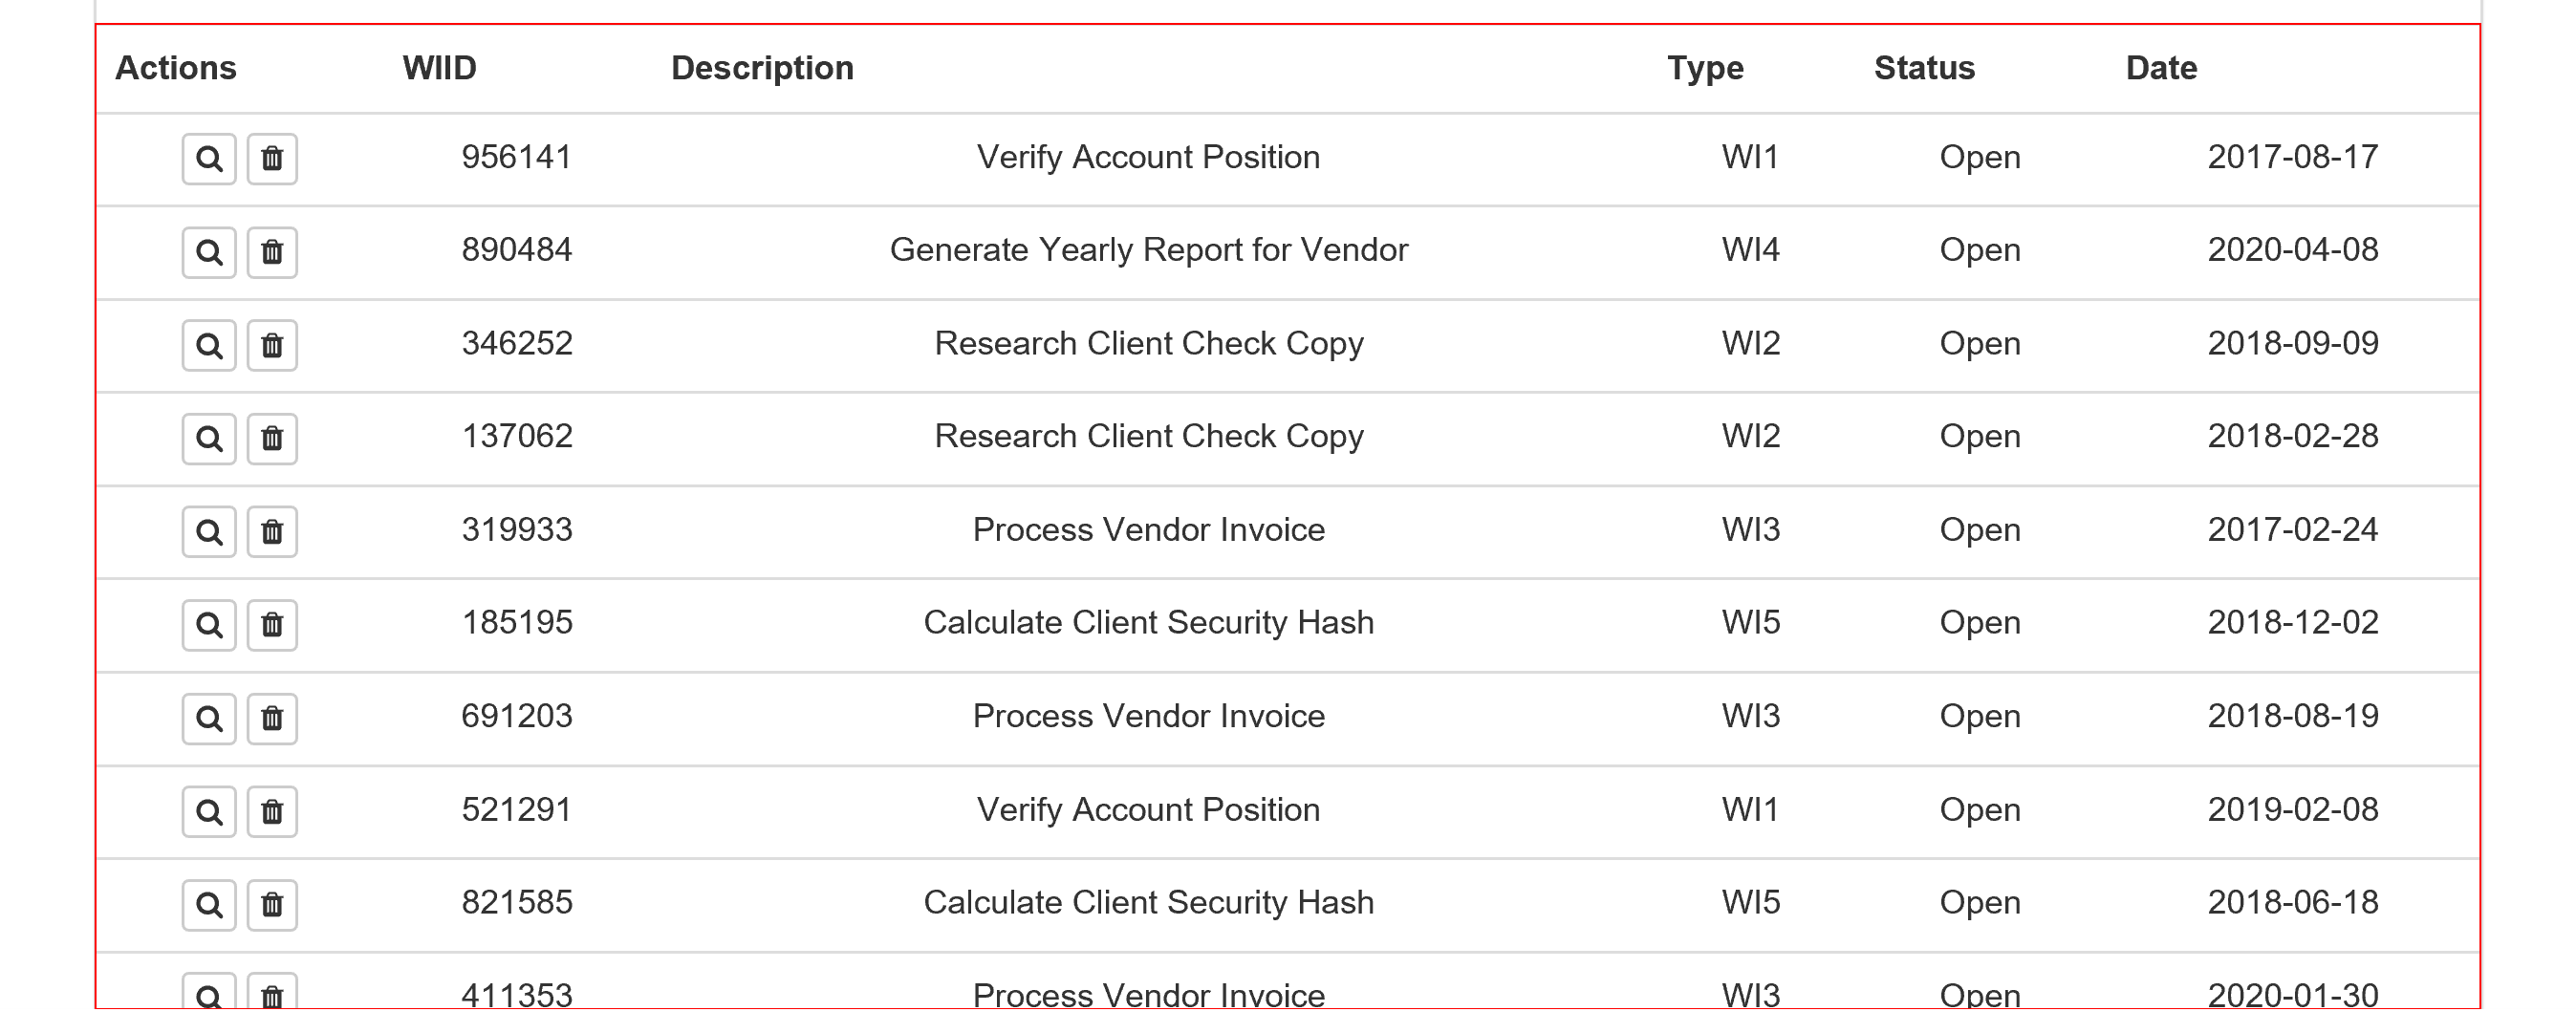 Actions WIID Description Type Status Date
956141 Verify Account Position WI1 Open 2017-08-17
890484 Generate Yearly Report for Vendor WI4 Open 2020-04-08
346252 Research Client Check Copy WI2 Open 2018-09-09
137062 Research Client Check Copy WI2 Open 2018-02-28
319933 Process Vendor Invoice WI3 Open 2017-02-24
185195 Calculate Client Security Hash WI5 Open 2018-12-02
691203 Process Vendor Invoice WI3 Open 2018-08-19
521291 Verify Account Position WI1 Open 2019-02-08
821585 Calculate Client Security Hash WI5 Open 2018-06-18
411353 Process Vendor Invoice WI3 Open 2020-01-30